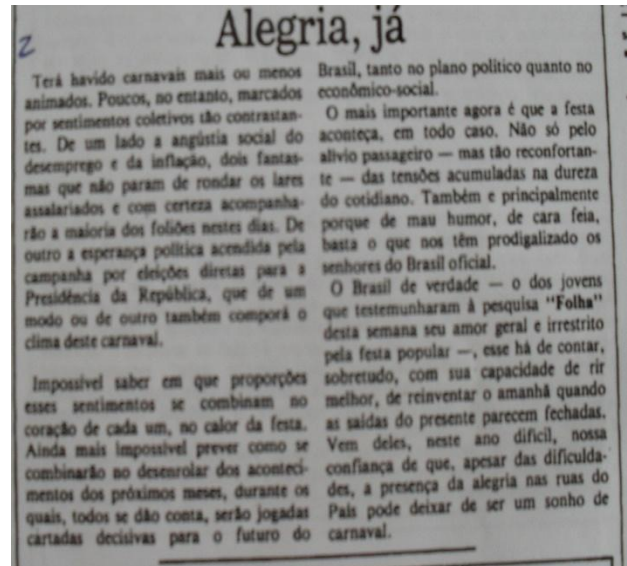 2
Alegria, já
Terá havido carnavais mais ou menos
animados. Poucos, no entanto, marcados
por sentimentos coletivos tão contrastan-
tes. De um lado a angústia social do
desemprego e da inflação, dois fantas-
mas que não param de rondar os lares
assalariados e com certeza acompanha-
rão a maioria dos foliões nestes dias. De
outro a esperança política acendida pela
campanha por eleições diretas para a
Presidência da República, que de um
modo ou de outro também comporá o
clima deste carnaval.
Impossível saber em que proporções
esses sentimentos se combinam no
coração de cada um, no calor da festa.
Ainda mais impossível prever como se
combinarão no desenrolar dos aconteci-
mentos dos próximos meses, durante os
quais, todos se dão conta, serão jogadas
cartadas decisivas para o futuro do
Brasil, tanto no plano político quanto no
econômico-social.
O mais importante agora é que a festa
aconteça, em todo caso. Não só pelo
alívio passageiro — mas tão reconfortan-
te — das tensões acumuladas na dureza
do cotidiano. Também e principalmente
porque de mau humor, de cara feia,
basta o que nos têm prodigalizado os
senhores do Brasil oficial.
O Brasil de verdade — o dos jovens
que testemunharam à pesquisa "Folha"
desta semana seu amor geral e irrestrito
pela festa popular —, esse há de contar,
sobretudo, com sua capacidade de rir
melhor, de reinventar o amanhã quando
as saídas do presente parecem fechadas.
Vem deles, neste ano difícil, nossa
confiança de que, apesar das dificulda-
des, a presença da alegria nas ruas do
País pode deixar de ser um sonho de
carnaval.